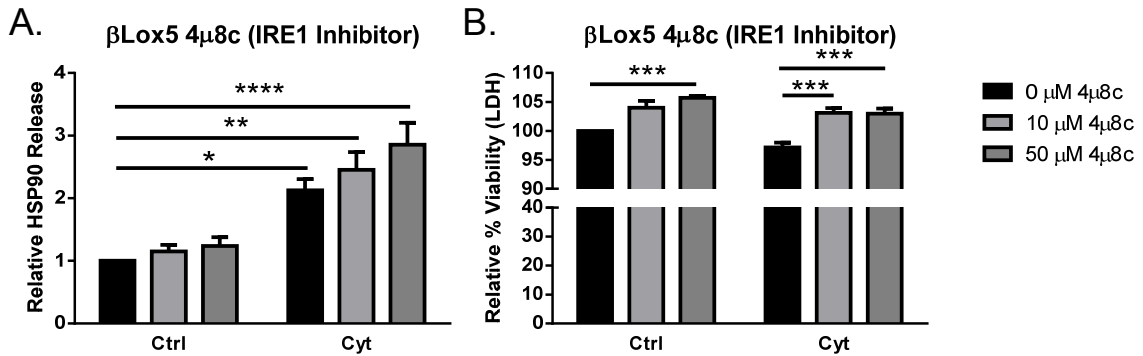 A.
βLox5 4μ8c (IRE1 Inhibitor)
Relative HSP90 Release
4
3
2
1
0
****
**
*
Ctrl
Cyt
B.
βLox5 4μ8c (IRE1 Inhibitor)
Relative % Viability (LDH)
110
105
100
95
90
40
30
20
10
0
***
***
***
Ctrl
Cyt
0 μM 4μ8c
10 μM 4μ8c
50 μM 4μ8c